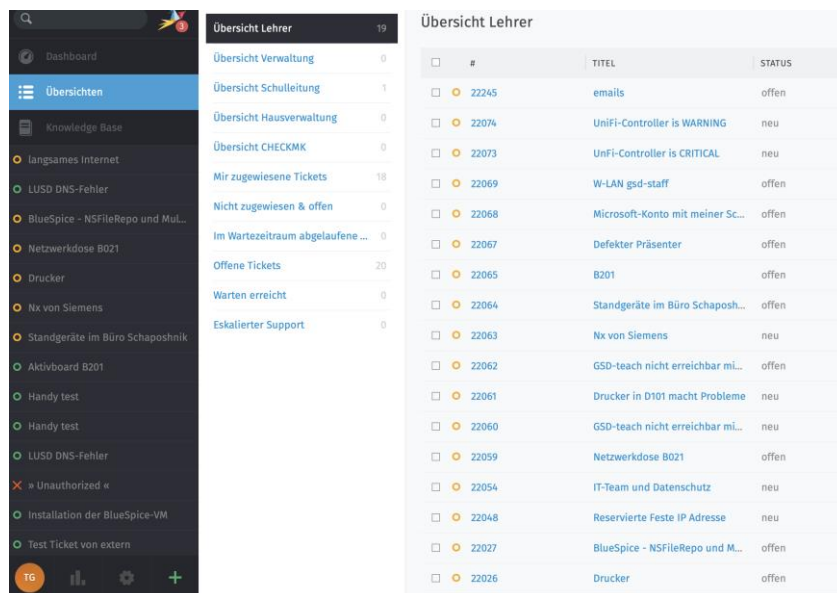 3
Dashboard
Übersichten
Knowledge Base
langsames Internet
LUSD DNS-Fehler
BlueSpice - NSFileRepo und Mul...
Netzwerkdose B021
Drucker
Nx von Siemens
Standgeräte im Büro Schaposhnik
Aktivboard B201
Handy test
Handy test
LUSD DNS-Fehler
» Unauthorized «
Installation der BlueSpice-VM
Test Ticket von extern
TG
Übersicht Lehrer 19
Übersicht Verwaltung 0
Übersicht Schulleitung 1
Übersicht Hausverwaltung 0
Übersicht CHECMK 0
Mir zugewiesene Tickets 18
Nicht zugewiesen & offen 0
Im Wartezeitraum abgelaufene ... 0
Offene Tickets 20
Warten erreicht 0
Eskalierter Support 0
Übersicht Lehrer
# TITEL STATUS
22245 emails offen
22074 UniFi-Controller is WARNING neu
22073 UnFi-Controller is CRITICAL neu
22069 W-LAN gsd-staff offen
22068 Microsoft-Konto mit meiner Sc... offen
22067 Defekter Präsenter offen
22065 B201 offen
22064 Standgeräte im Büro Schaposh... offen
22063 Nx von Siemens neu
22062 GSD-teach nicht erreichbar mi... offen
22061 Drucker in D101 macht Probleme neu
22060 GSD-teach nicht erreichbar mi... neu
22059 Netzwerkdose B021 offen
22054 IT-Team und Datenschutz neu
22048 Reservierte Feste IP Adresse neu
22027 BlueSpice - NSFileRepo und M... offen
22026 Drucker offen